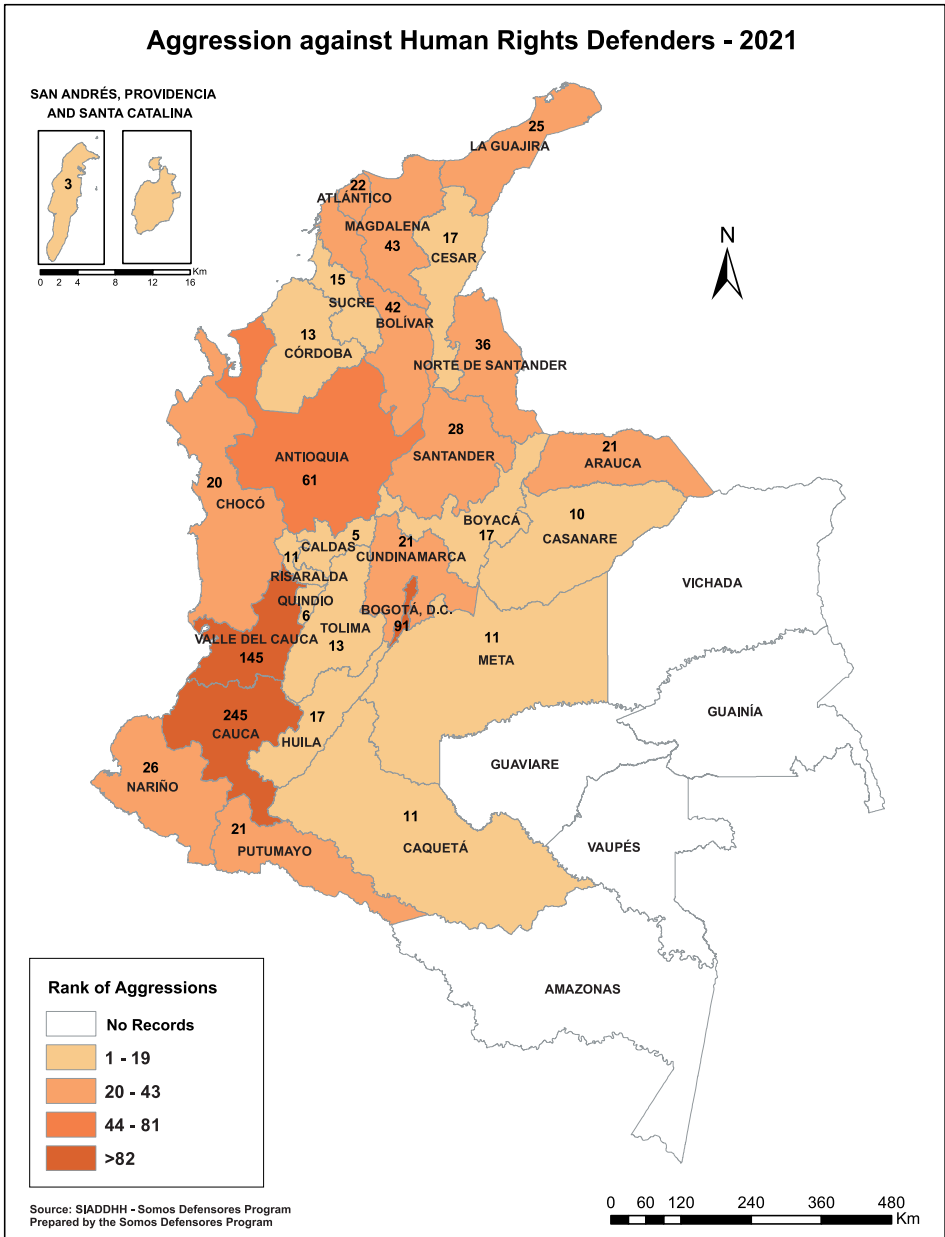 Aggression against Human Rights Defenders - 2021
SAN ANDRÉS, PROVIDENCIA
AND SANTA CATALINA
3
0 2 4 8 12 16 Km
N
25
LA GUAJIRA
22
ATLÁNTICO
MAGDALENA
43
17
CESAR
15
SUCRE
42
BOLÍVAR
13
CÓRDOBA
36
NORTE DE SANTANDER
28
SANTANDER
21
ARAUCA
ANTIOQUIA
61
20
CHOCÓ
BOYACÁ
17
10
CASANARE
5
CALDAS
21
CUNDINAMARCA
11
RISARALDA
QUINDIO
6
BOGOTÁ, D.C.
91
TOLIMA
13
VALLE DEL CAUCA
145
VICHADA
11
META
245
CAUCA
17
HUILA
GUAINÍA
GUAVIARE
26
NARIÑO
21
PUTUMAYO
11
CAQUETÁ
VAUPÉS
AMAZONAS
Rank of Aggressions
No Records
1 - 19
20 - 43
44 - 81
>82
Source: SIADDHH - Somos Defensores Program
Prepared by the Somos Defensores Program
0 60 120 240 360 480
Km